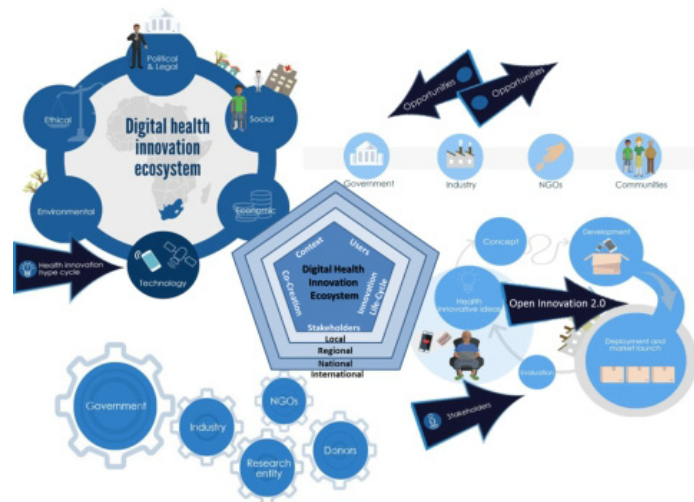 Political
& Legal
Ethical
Social
Digital health
innovation
ecosystem
Environmental
Economic
Health innovation
hype cycle
Technology
Opportunities
Opportunities
Government
Industry
NGOs
Communities
Context
Users
Co-Creation
Innovation
Life-Cycle
Digital Health
Innovation
Ecosystem
Stakeholders
Local
Regional
National
International
Concept
Development
Health
innovative ideas
Open Innovation 2.0
Deployment and
market launch
Evaluation
Stakeholders
Government
Industry
NGOs
Research
entity
Donors